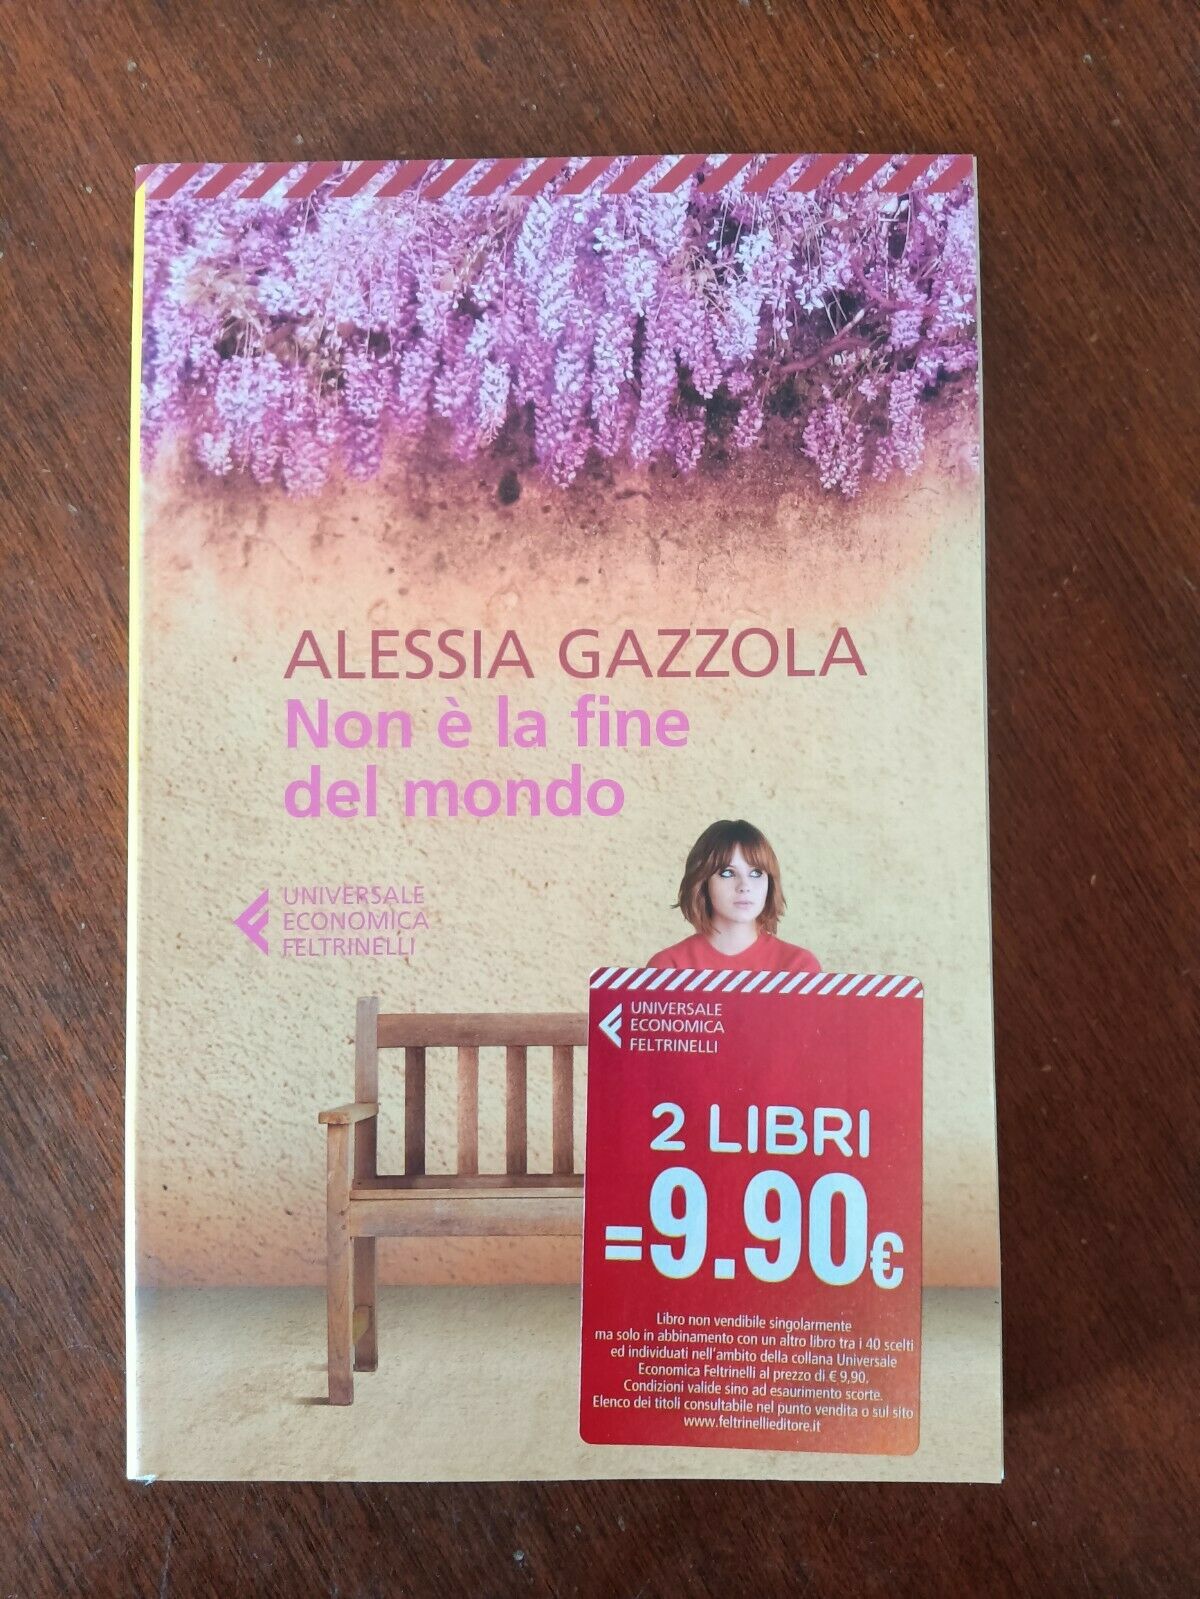 ALESSIA GAZZOLA
Non è la fine
del mondo
UNIVERSALE
ECONOMICA
FELTRINELLI
UNIVERSALE
ECONOMICA
FELTRINELLI
2 LIBRI
=9.90€
Libro non vendibile singolarmente
ma solo in abbinamento con un altro libro tra i 40 scelti
ed individuati nell'ambito della collana Universale
Economica Feltrinelli al prezzo di € 9,90.
Condizioni valide sino ad esaurimento scorte.
Elenco dei titoli consultabile nel punto vendita o sul sito
www.feltrinellieditore.it